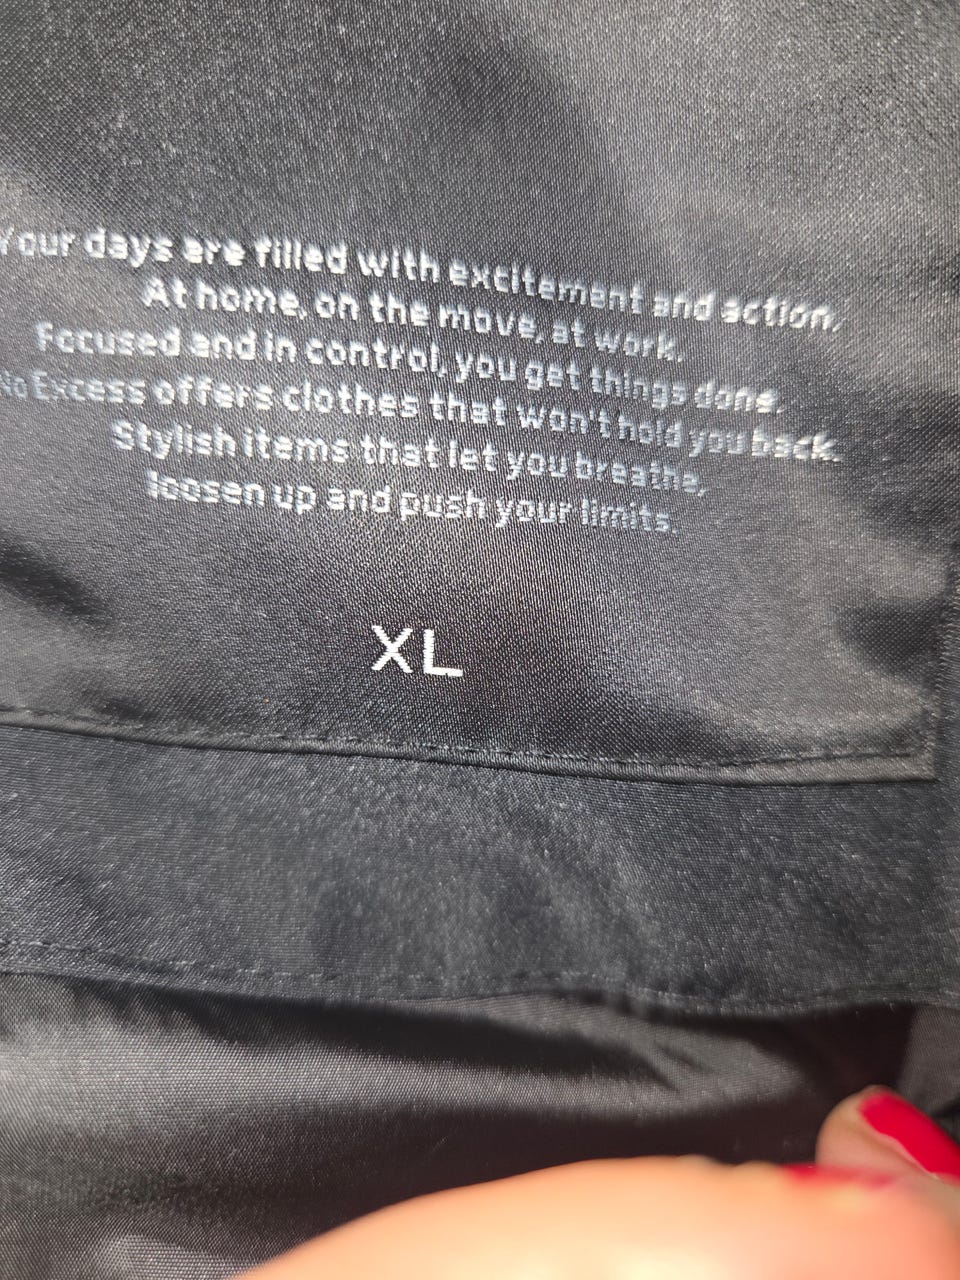 Your days are filled with excitement and action,
At home, on the move, at work.
Focused and in control, you get things done.
No Excess offers clothes that won't hold you back.
Stylish items that let you breathe,
loosen up and push your limits.
XL